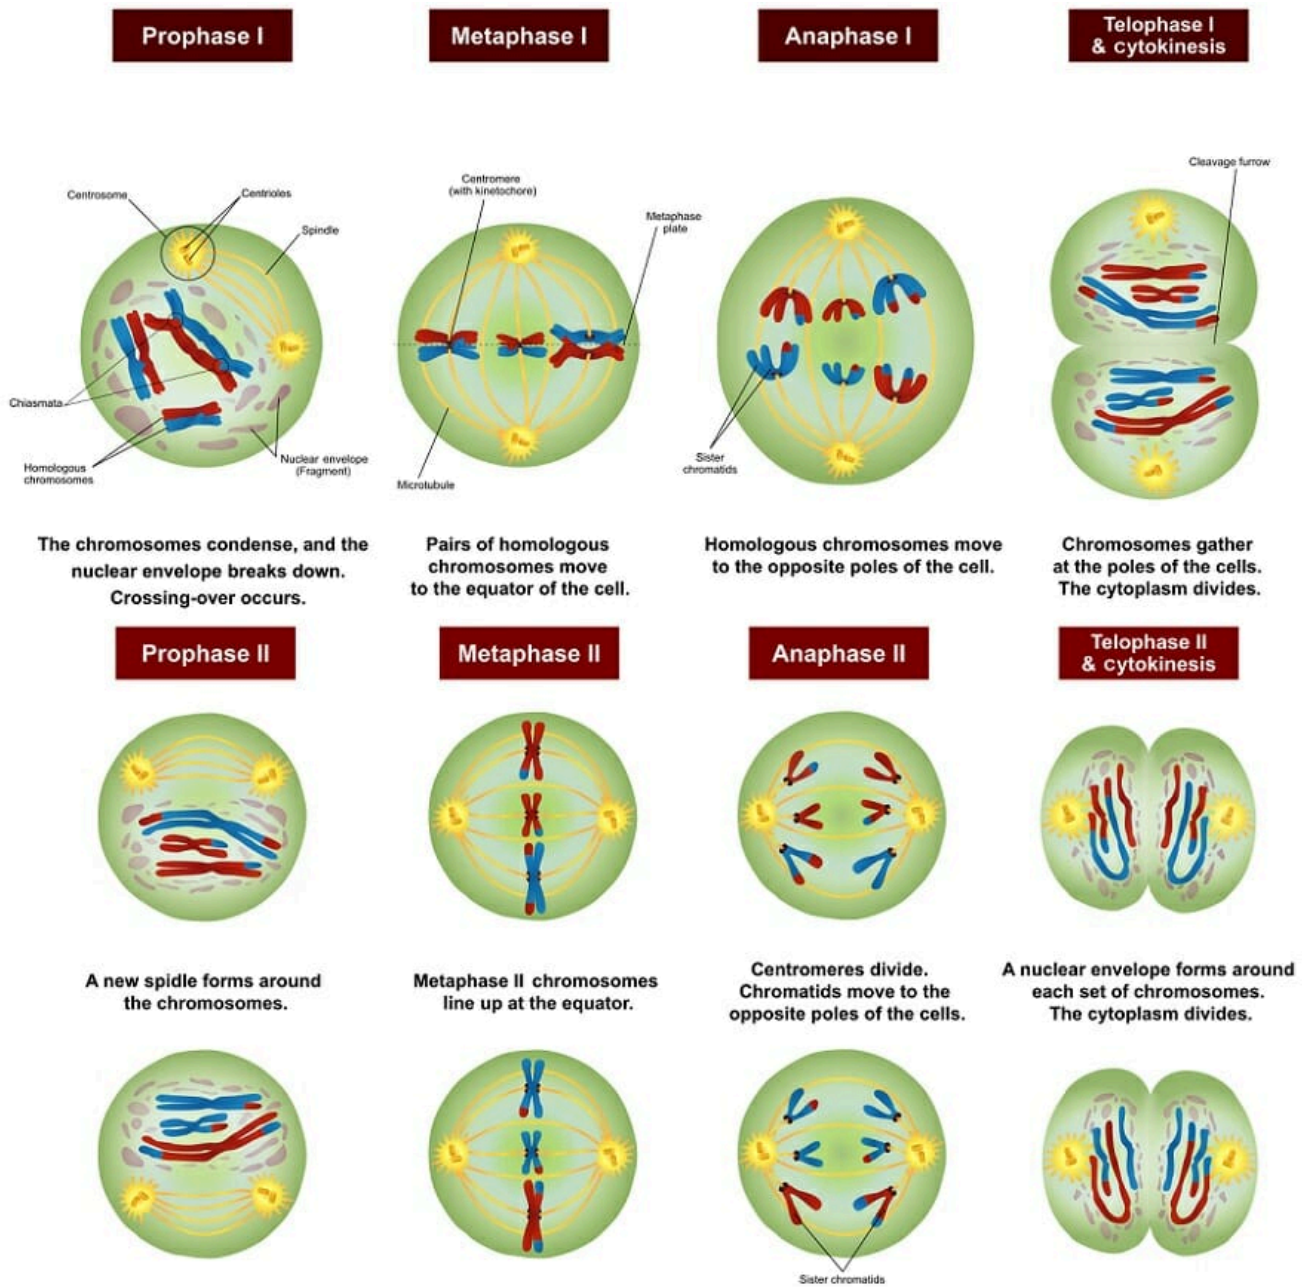 Prophase I
Metaphase I
Anaphase I
Telophase I
& cytokinesis
Cleavage furrow
Centrosome
Centrioles
Spindle
Centromere
(with kinetochore)
Metaphase
plate
Chiasmata
Homologous
chromosomes
Nuclear envelope
(Fragment)
Microtubule
Sister
chromatids
The chromosomes condense, and the
nuclear envelope breaks down.
Crossing-over occurs.
Pairs of homologous
chromosomes move
to the equator of the cell.
Homologous chromosomes move
to the opposite poles of the cell.
Chromosomes gather
at the poles of the cells.
The cytoplasm divides.
Prophase II
Metaphase II
Anaphase II
Telophase II
& cytokinesis
A new spidle forms around
the chromosomes.
Metaphase II chromosomes
line up at the equator.
Centromeres divide.
Chromatids move to the
opposite poles of the cells.
A nuclear envelope forms around
each set of chromosomes.
The cytoplasm divides.
Sister chromatids